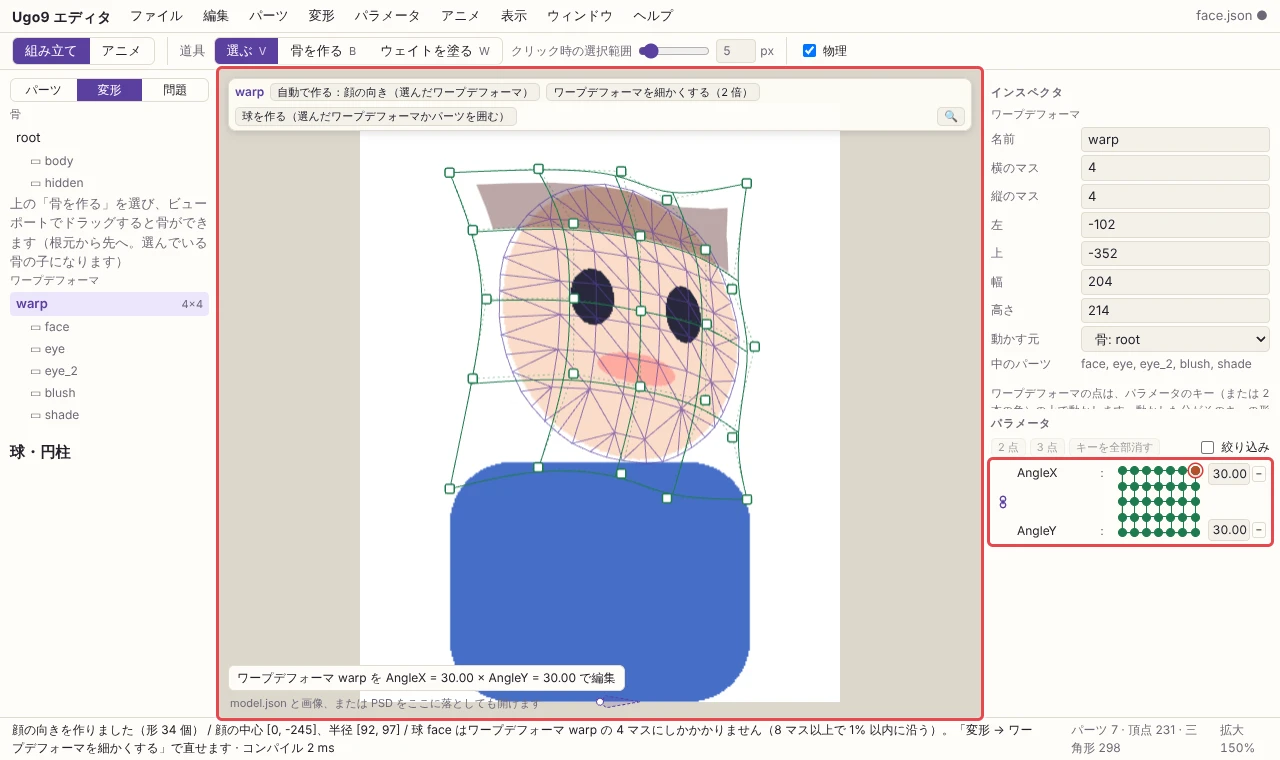 Ugo9 エディタ ファイル 編集 パーツ 変形 パラメータ アニメ 表示 ウィンドウ ヘルプ face.json
組み立て アニメ 道具 選ぶ V 骨を作る B ウェイトを塗る W クリック時の選択範囲 5 px 物理
パーツ 変形 問題
骨
root
body
hidden
上の「骨を作る」を選び、ビュー
ポートでドラッグすると骨ができ
ます（根元から先へ。選んでいる
骨の子になります）
ワープデフォーマ
warp 4×4
face
eye
eye_2
blush
shade
球・円柱
warp 自動で作る：顔の向き（選んだワープデフォーマ） ワープデフォーマを細かくする（2 倍）
球を作る（選んだワープデフォーマかパーツを囲む）
ワープデフォーマ warp を AngleX = 30.00 × AngleY = 30.00 で編集
model.json と画像、または PSD をここに落としても開けます
インスペクタ
ワープデフォーマ
名前 warp
横のマス 4
縦のマス 4
左 -102
上 -352
幅 204
高さ 214
動かす元 骨: root
中のパーツ face, eye, eye_2, blush, shade
ワープデフォーマの点は、パラメータのキー（または 2
パラメータ
2 点 3 点 キーを全部消す 絞り込み
AngleX : 30.00 −
AngleY : 30.00 −
顔の向きを作りました（形 34 個） / 顔の中心 [0, -245]、半径 [92, 97] / 球 face はワープデフォーマ warp の 4 マスにしかかかりません（8 マス以上で 1% 以内に沿う）。「変形 → ワー
プデフォーマを細かくする」で直せます · コンパイル 2 ms
パーツ 7 · 頂点 231 · 三
角形 298
拡大
150%